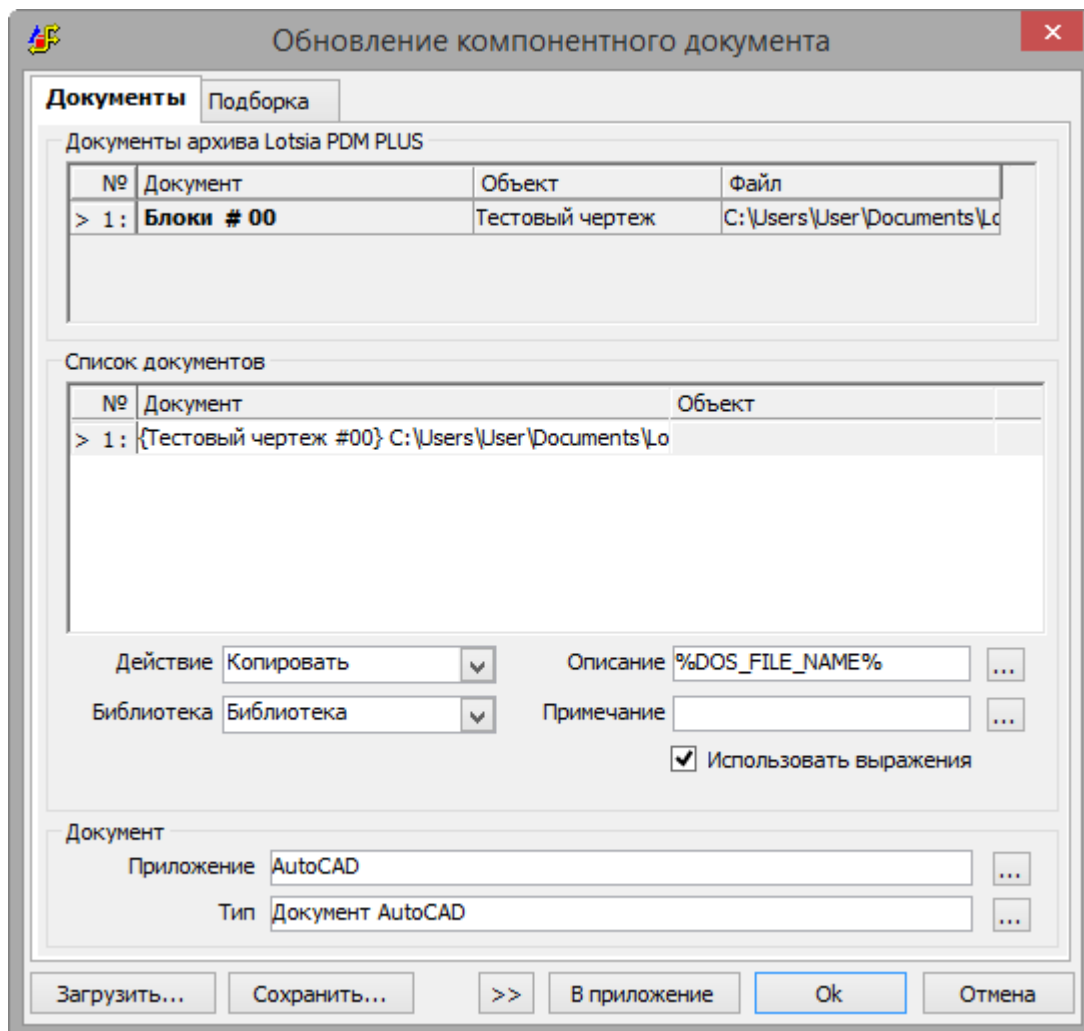 Обновление компонентного документа
Документы Подборка
Документы архива Lotsia PDM PLUS
№ Документ Объект Файл
> 1: Блоки # 00 Тестовый чертеж C:\Users\User\Documents\Lo
Список документов
№ Документ Объект
> 1: {Тестовый чертеж #00} C:\Users\User\Documents\Lo
Действие Копировать Описание %DOS_FILE_NAME% ...
Библиотека Библиотека Примечание ...
Использовать выражения
Документ
Приложение AutoCAD ...
Тип Документ AutoCAD ...
Загрузить... Сохранить... >> В приложение Ok Отмена